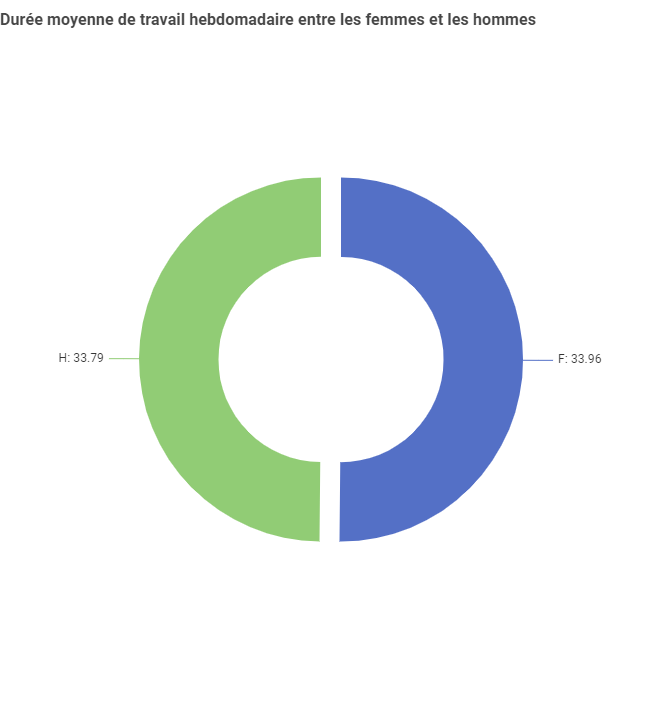 Durée moyenne de travail hebdomadaire entre les femmes et les hommes
H: 33.79
F: 33.96